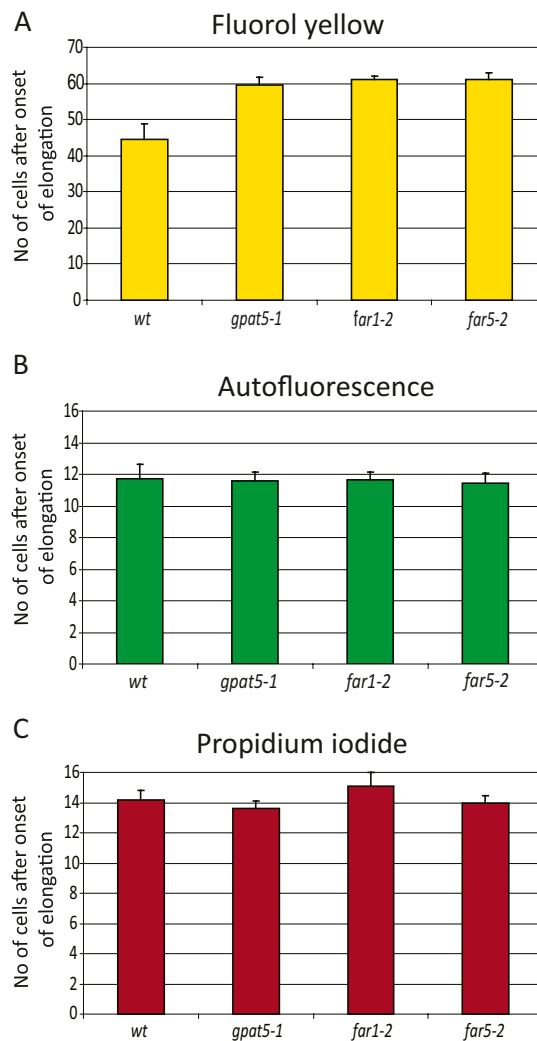 A
Fluorol yellow
No of cells after onset
of elongation
70
60
50
40
30
20
10
0
wt
gpat5-1
far1-2
far5-2
B
Autofluorescence
No of cells after onset
of elongation
16
14
12
10
8
6
4
2
0
wt
gpat5-1
far1-2
far5-2
C
Propidium iodide
No of cells after onset
of elongation
16
14
12
10
8
6
4
2
0
wt
gpat5-1
far1-2
far5-2